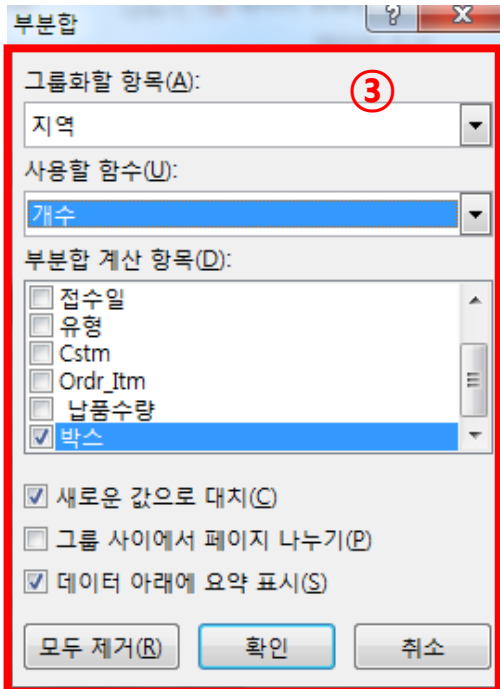 부분합
그룹화할 항목(A):
③
지역
사용할 함수(U):
개수
부분합 계산 항목(D):
접수일
유형
Cstm
Ordr_Itm
납품수량
박스
새로운 값으로 대치(C)
그룹 사이에서 페이지 나누기(P)
데이터 아래에 요약 표시(S)
모두 제거(R) 확인 취소